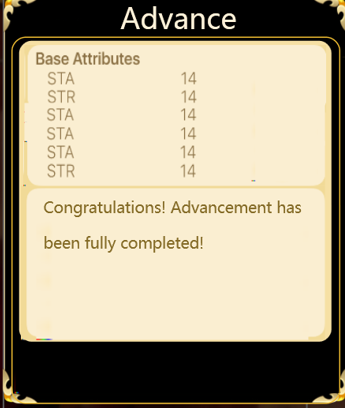 Advance
Base Attributes
STA 14
STR 14
STA 14
STA 14
STA 14
STR 14
Congratulations! Advancement has
been fully completed!